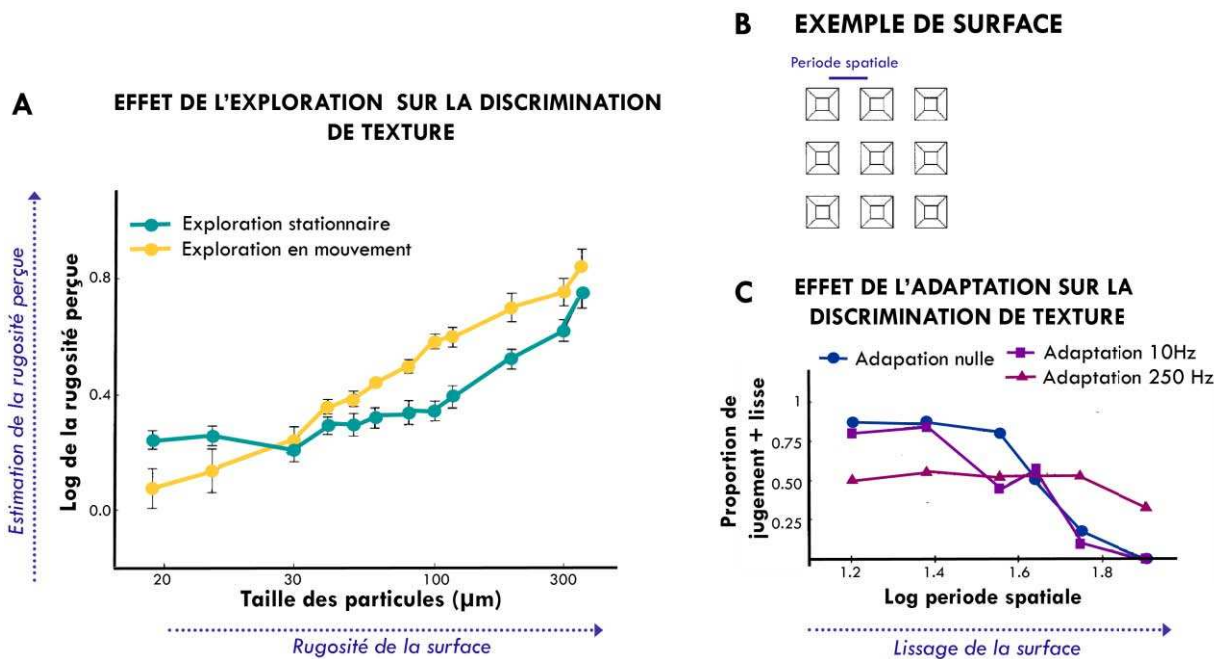 A
EFFET DE L'EXPLORATION SUR LA DISCRIMINATION
DE TEXTURE
Exploration stationnaire
Exploration en mouvement
Estimation de la rugosité perçue
Log de la rugosité perçue
0.8
0.4
0.0
20
30
100
300
Taille des particules (μm)
Rugosité de la surface
B
EXEMPLE DE SURFACE
Periode spatiale
C
EFFET DE L'ADAPTATION SUR LA
DISCRIMINATION DE TEXTURE
Adapation nulle
Adaptation 10Hz
Adaptation 250 Hz
Proportion de
jugement + lisse
1
0.75
0.50
0.25
1.2
1.4
1.6
1.8
Log periode spatiale
Lissage de la surface